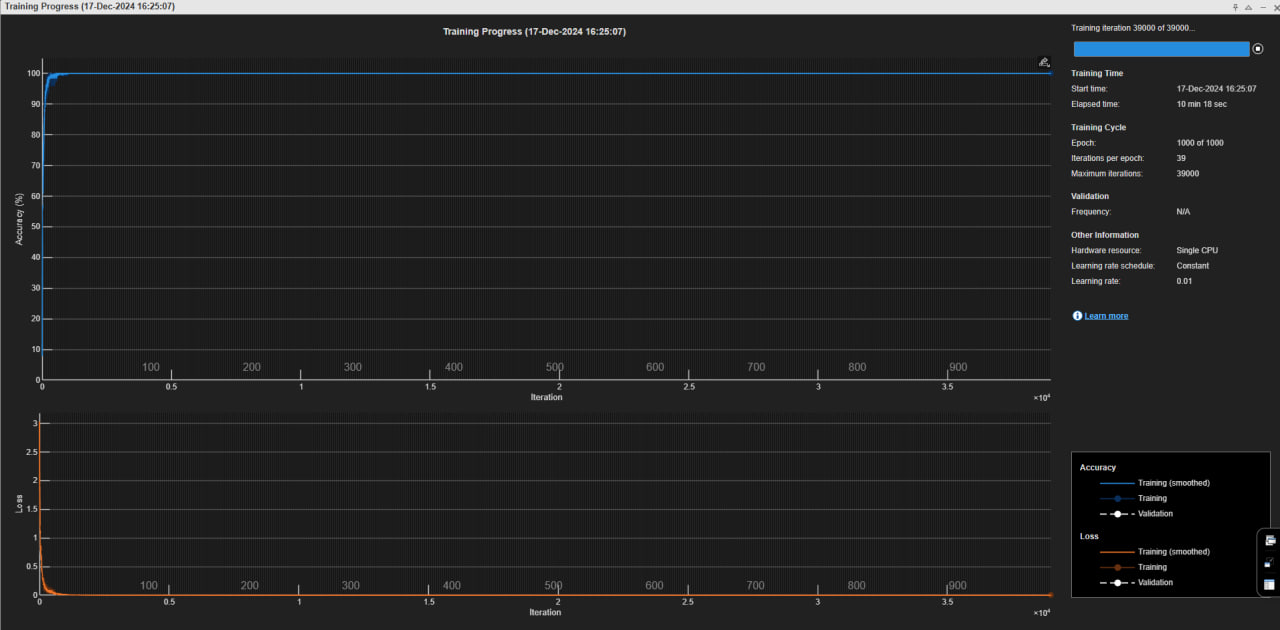 Training Progress (17-Dec-2024 16:25:07)
Training Progress (17-Dec-2024 16:25:07)
100
90
80
70
60
50
40
30
20
10
0
Accuracy (%)
100 200 300 400 500 600 700 800 900
0 0.5 1 1.5 2 2.5 3 3.5
Iteration
×10⁴
3
2.5
2
1.5
1
0.5
0
Loss
100 200 300 400 500 600 700 800 900
0 0.5 1 1.5 2 2.5 3 3.5
Iteration
×10⁴
Training iteration 39000 of 39000...
Training Time
Start time: 17-Dec-2024 16:25:07
Elapsed time: 10 min 18 sec
Training Cycle
Epoch: 1000 of 1000
Iterations per epoch: 39
Maximum iterations: 39000
Validation
Frequency: N/A
Other Information
Hardware resource: Single CPU
Learning rate schedule: Constant
Learning rate: 0.01
Learn more
Accuracy
Training (smoothed)
Training
Validation
Loss
Training (smoothed)
Training
Validation